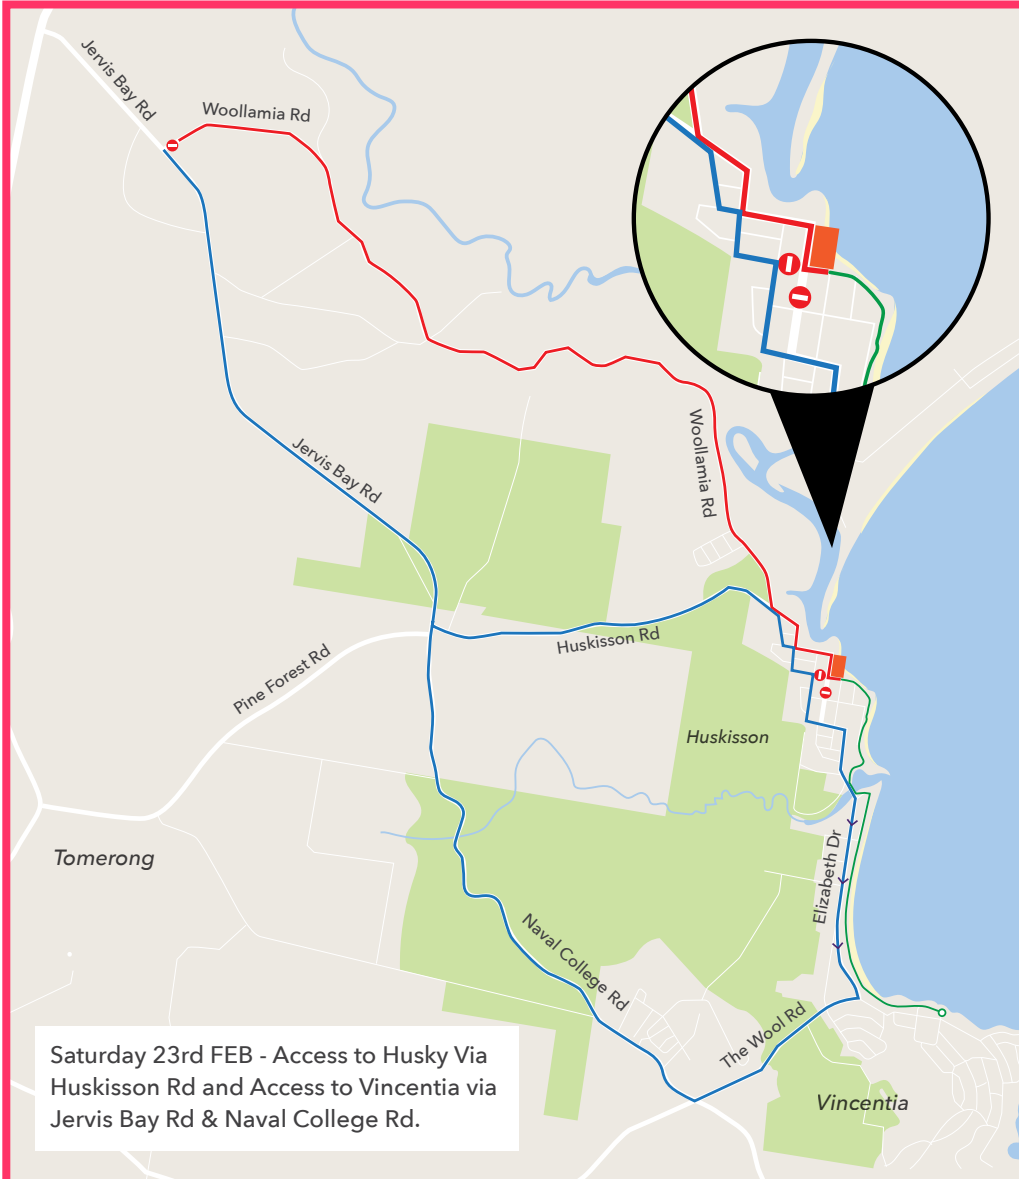 Jervis Bay Rd
Woollamia Rd
Jervis Bay Rd
Woollamia Rd
Huskisson Rd
Pine Forest Rd
Huskisson
Tomerong
Elizabeth Dr
Naval College Rd
The Wool Rd
Vincentia
Saturday 23rd FEB - Access to Husky Via
Huskisson Rd and Access to Vincentia via
Jervis Bay Rd & Naval College Rd.